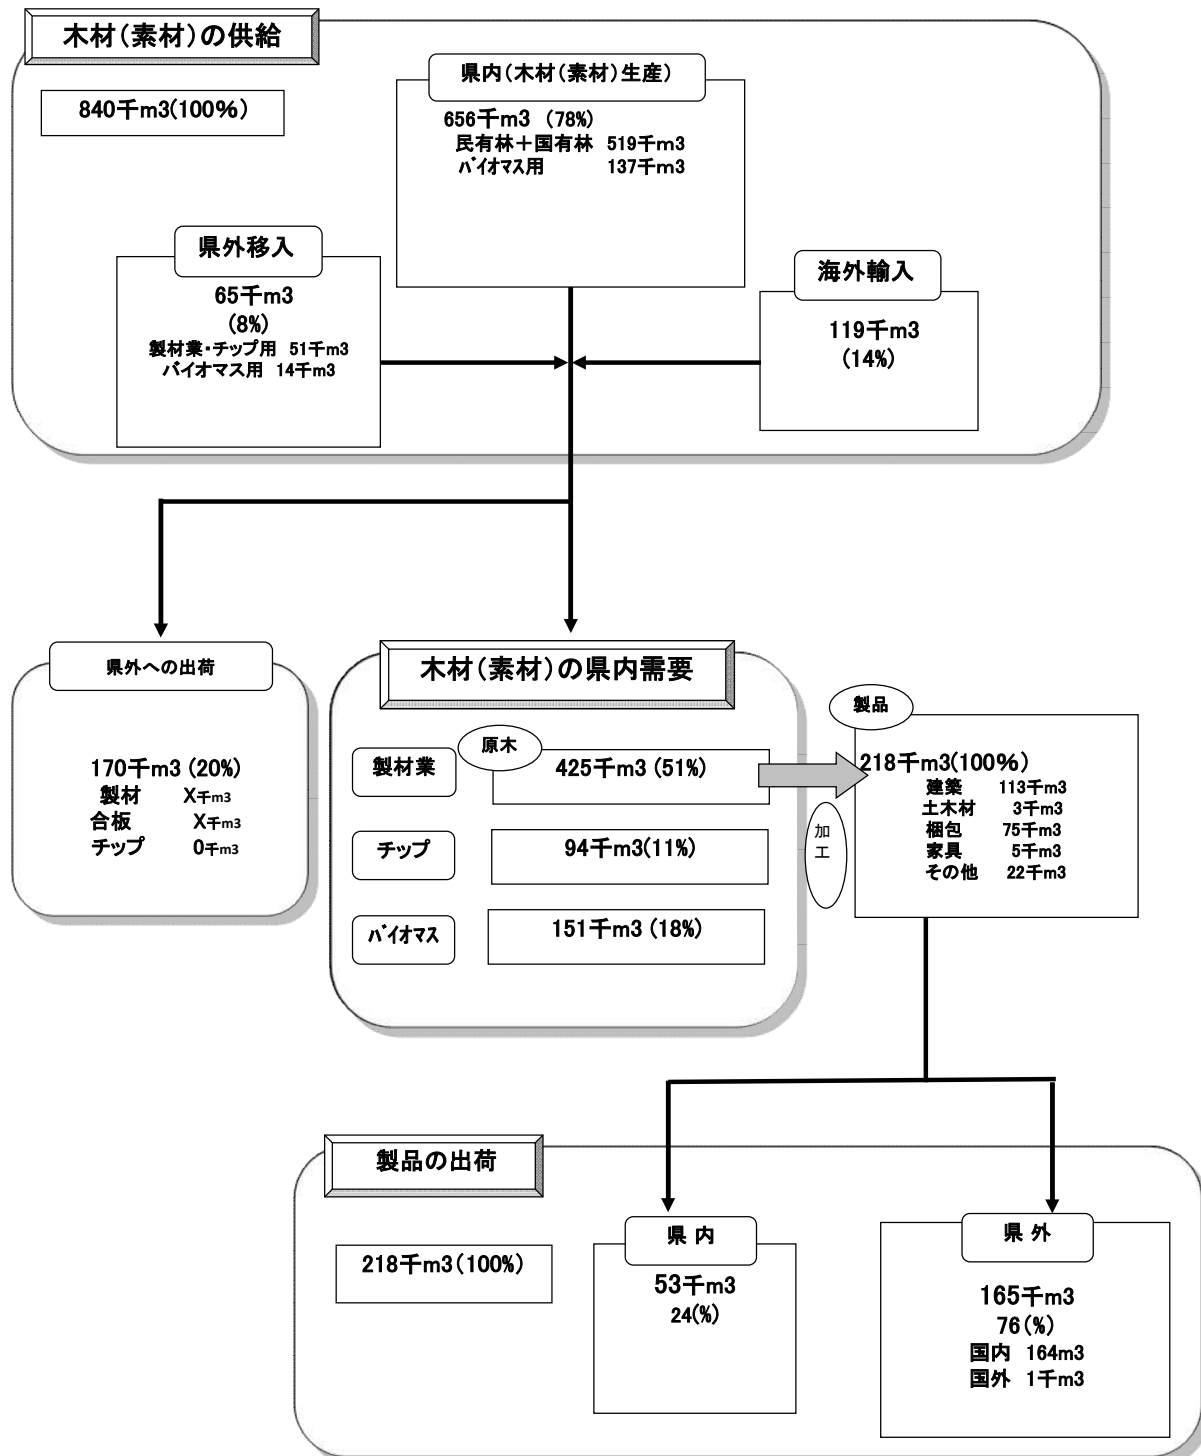 木材（素材）の供給
840千m3(100%)
県内（木材（素材）生産）
656千m3 (78%)
民有林＋国有林 519千m3
バイオマス用 137千m3
県外移入
65千m3
(8%)
製材業・チップ用 51千m3
バイオマス用 14千m3
海外輸入
119千m3
(14%)
県外への出荷
170千m3 (20%)
製材 X千m3
合板 X千m3
チップ 0千m3
木材（素材）の県内需要
製材業
原木
425千m3 (51%)
チップ
94千m3(11%)
バイオマス
151千m3 (18%)
加工
製品
218千m3(100%)
建築 113千m3
土木材 3千m3
梱包 75千m3
家具 5千m3
その他 22千m3
製品の出荷
218千m3(100%)
県 内
53千m3
24(%)
県 外
165千m3
76(%)
国内 164m3
国外 1千m3